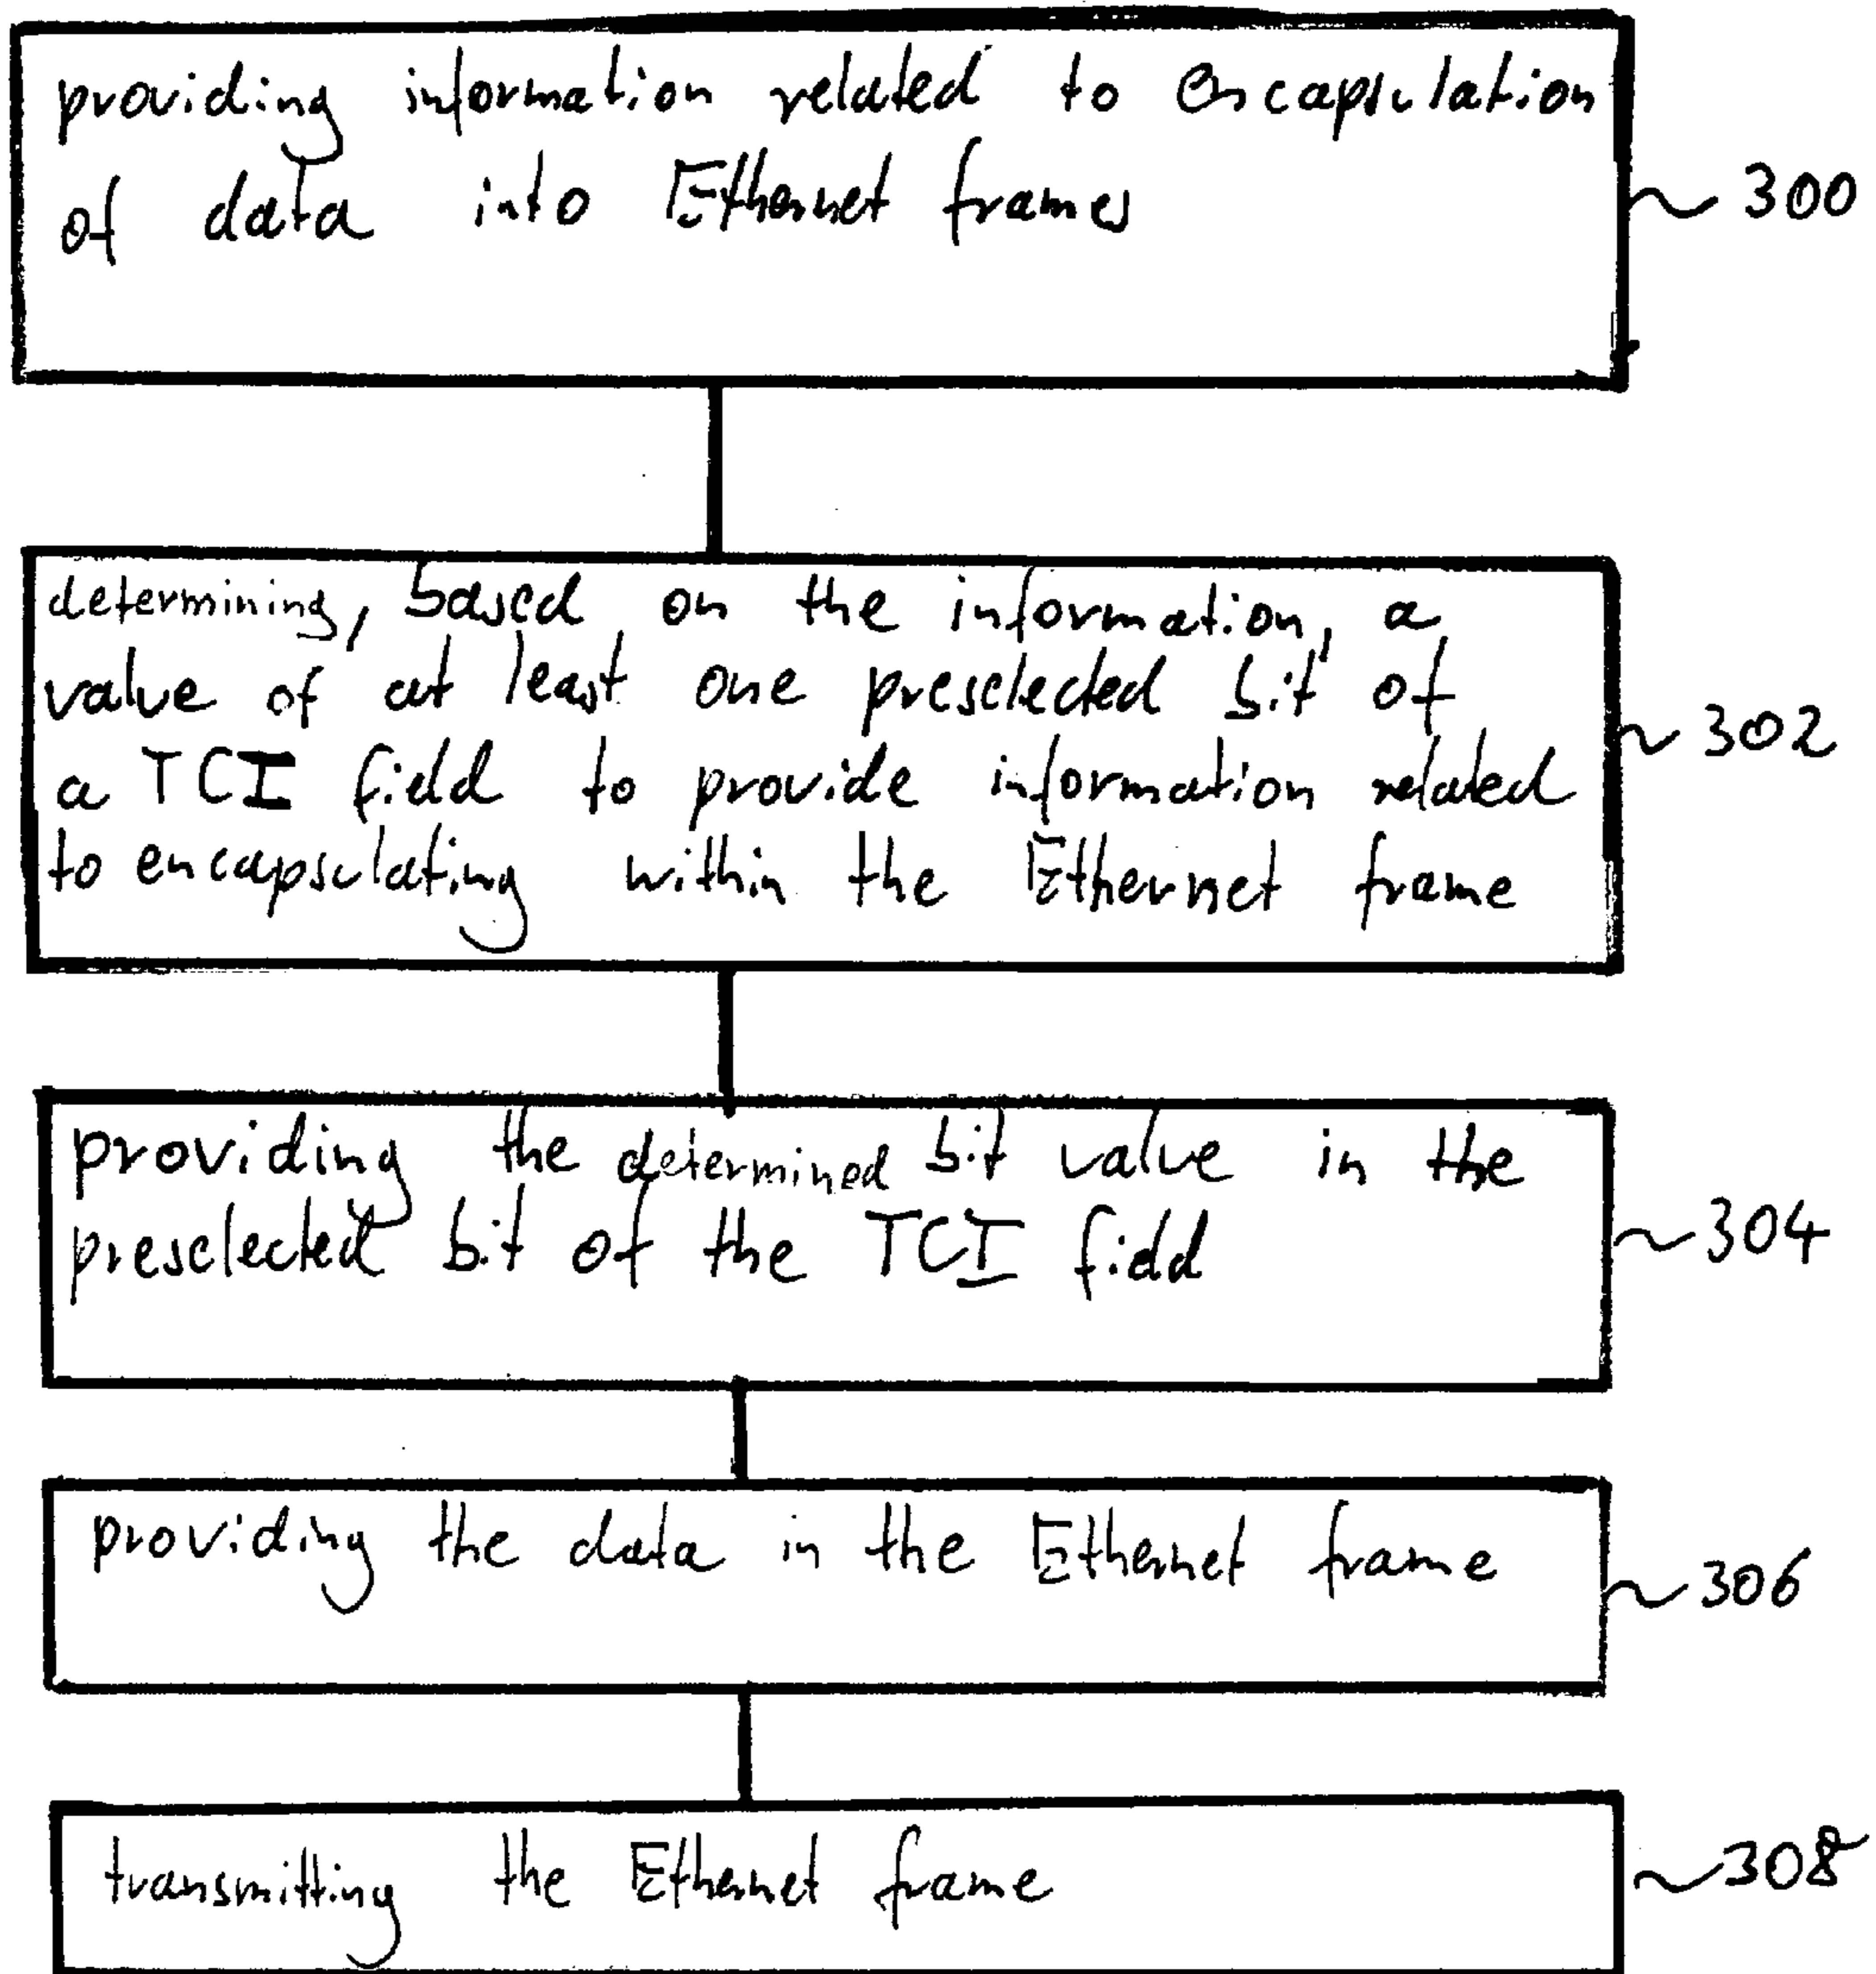 providing information related to encapsulation
of data into Ethernet frames
300
determining, based on the information, a
value of at least one preselected bit of
a TCI field to provide information related
to encapsulating within the Ethernet frame
302
providing the determined bit value in the
preselected bit of the TCI field
304
providing the data in the Ethernet frame
306
transmitting the Ethernet frame
308